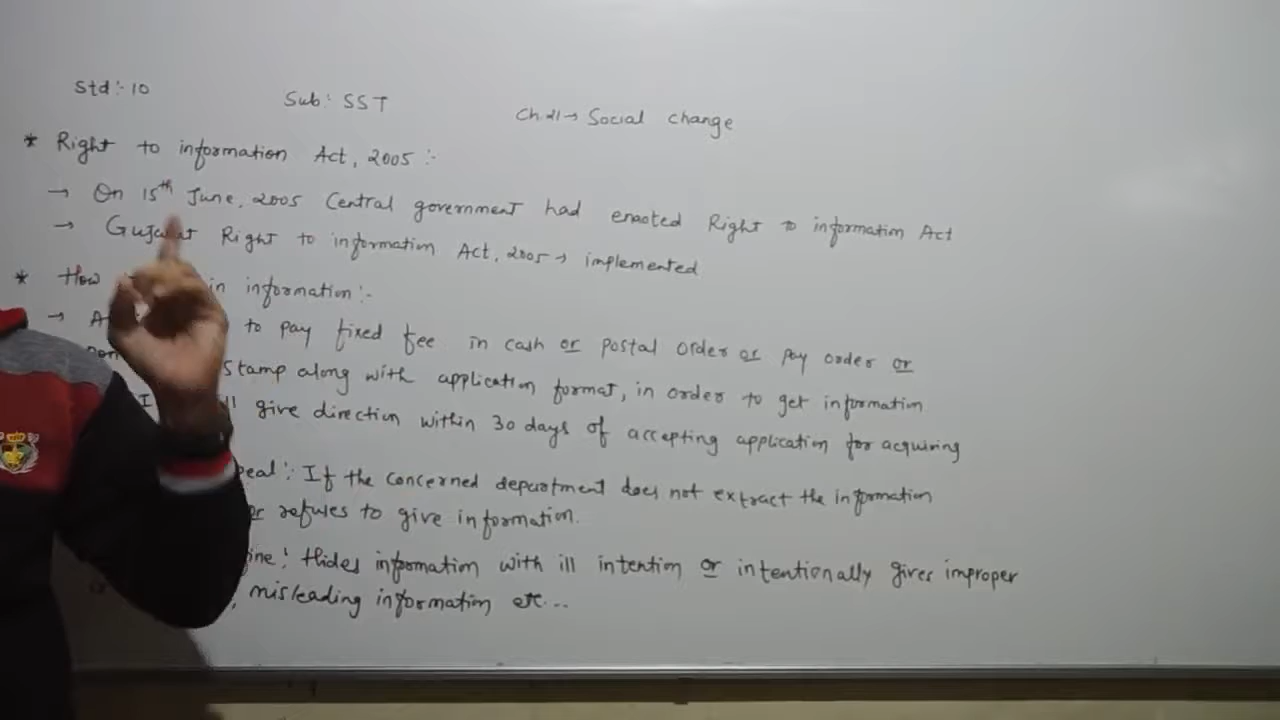 Std:- 10
Sub: SST
Ch.21→ Social change
* Right to information Act, 2005 :-
→ On 15th June, 2005 Central government had enacted Right to information Act
→ Gujarat Right to information Act, 2005 → implemented
* How in information:-
→ to pay fixed fee in cash or postal order or pay order or
stamp along with application format, in order to get information
give direction within 30 days of accepting application for acquiring
peal: If the concerned department does not extract the information
or refuses to give information.
ine: Hides information with ill intention or intentionally gives improper
, misleading information etc...